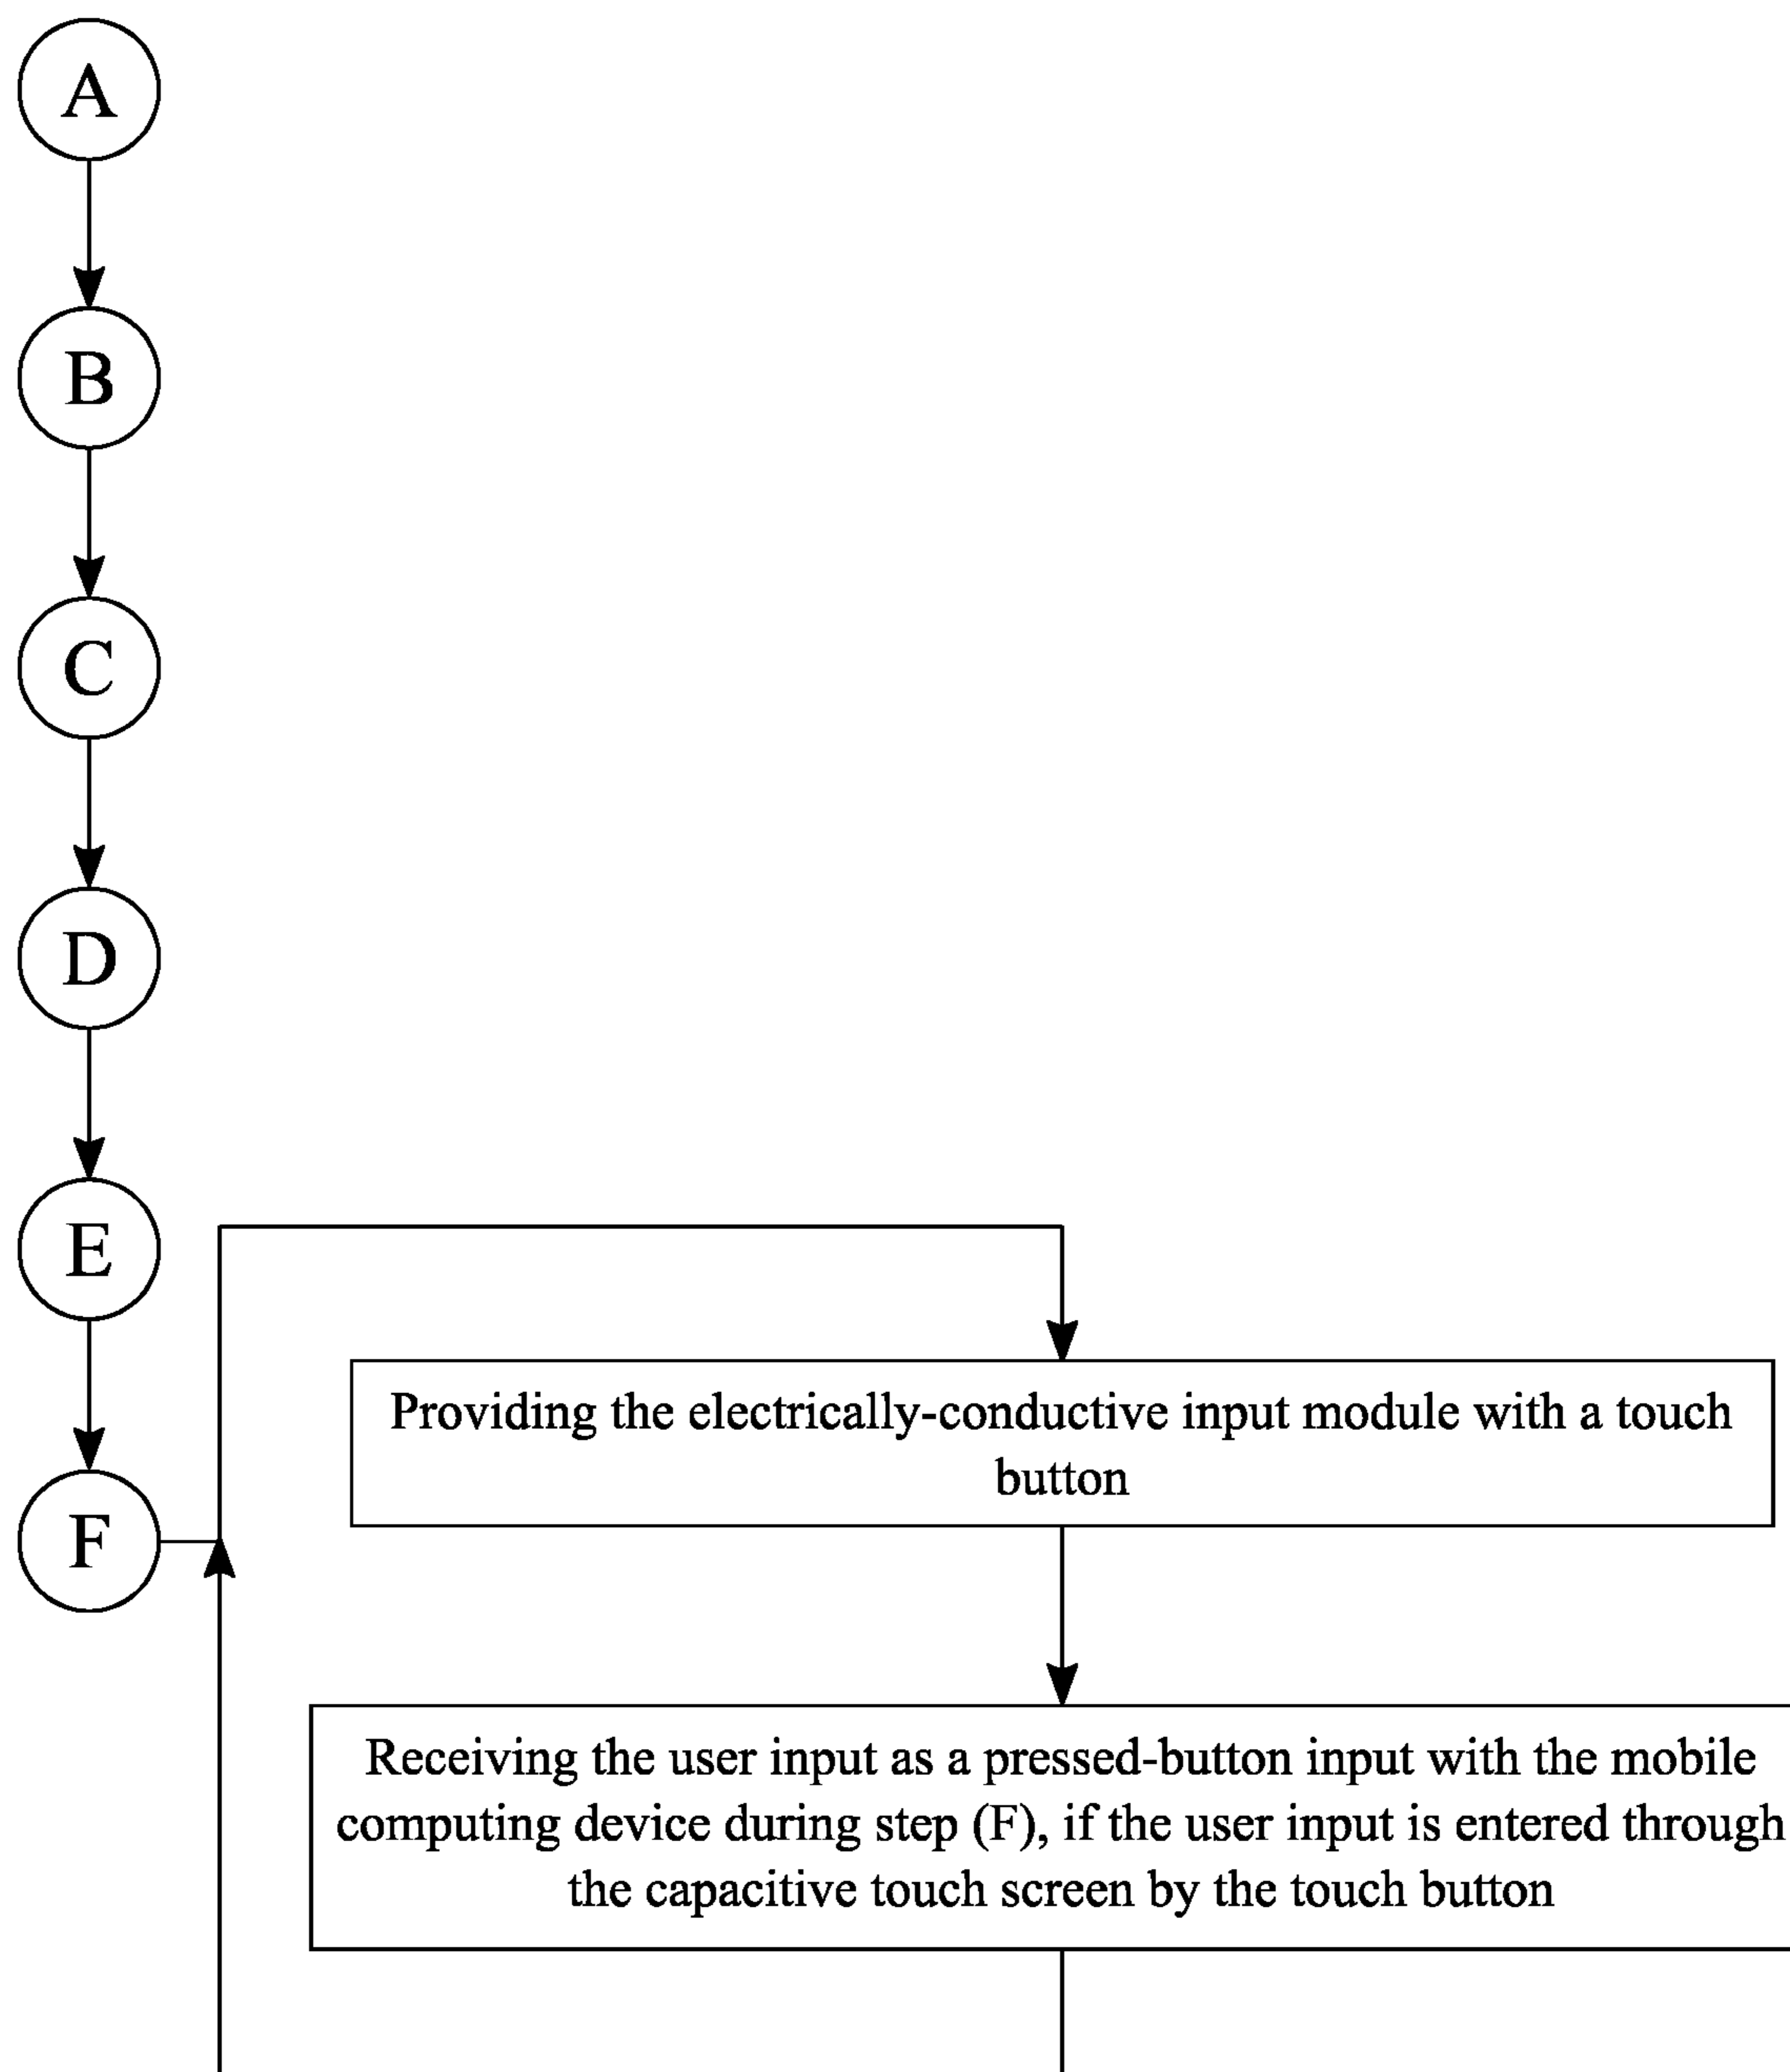 A
B
C
D
E
F
Providing the electrically-conductive input module with a touch
button
Receiving the user input as a pressed-button input with the mobile
computing device during step (F), if the user input is entered through
the capacitive touch screen by the touch button